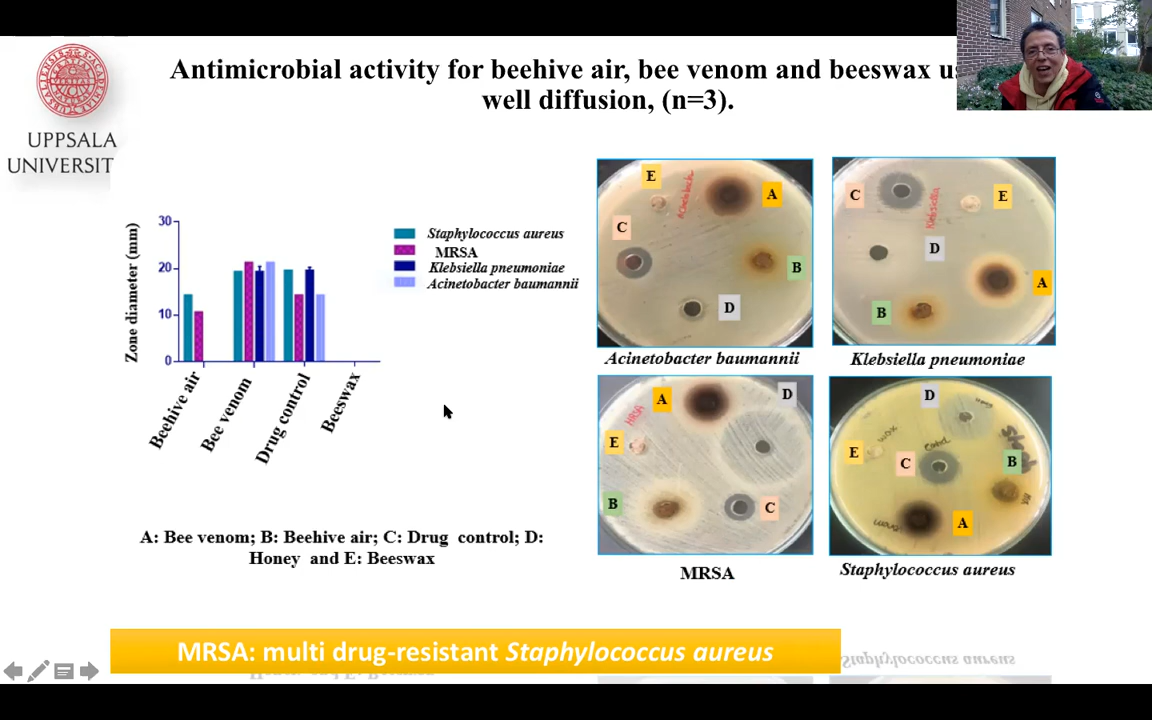 UPPSALA
UNIVERSIT
Antimicrobial activity for beehive air, bee venom and beeswax
well diffusion, (n=3).
Zone diameter (mm)
30
20
10
0
Beehive air
Bee venom
Drug control
Beeswax
Staphylococcus aureus
MRSA
Klebsiella pneumoniae
Acinetobacter baumannii
A: Bee venom; B: Beehive air; C: Drug control; D:
Honey and E: Beeswax
E
A
C
B
D
Acinetobacter baumannii
C
E
Klebsiella
D
A
B
Klebsiella pneumoniae
A
D
MRSA
E
B
C
MRSA
D
E
C
B
A
Staphylococcus aureus
MRSA: multi drug-resistant Staphylococcus aureus